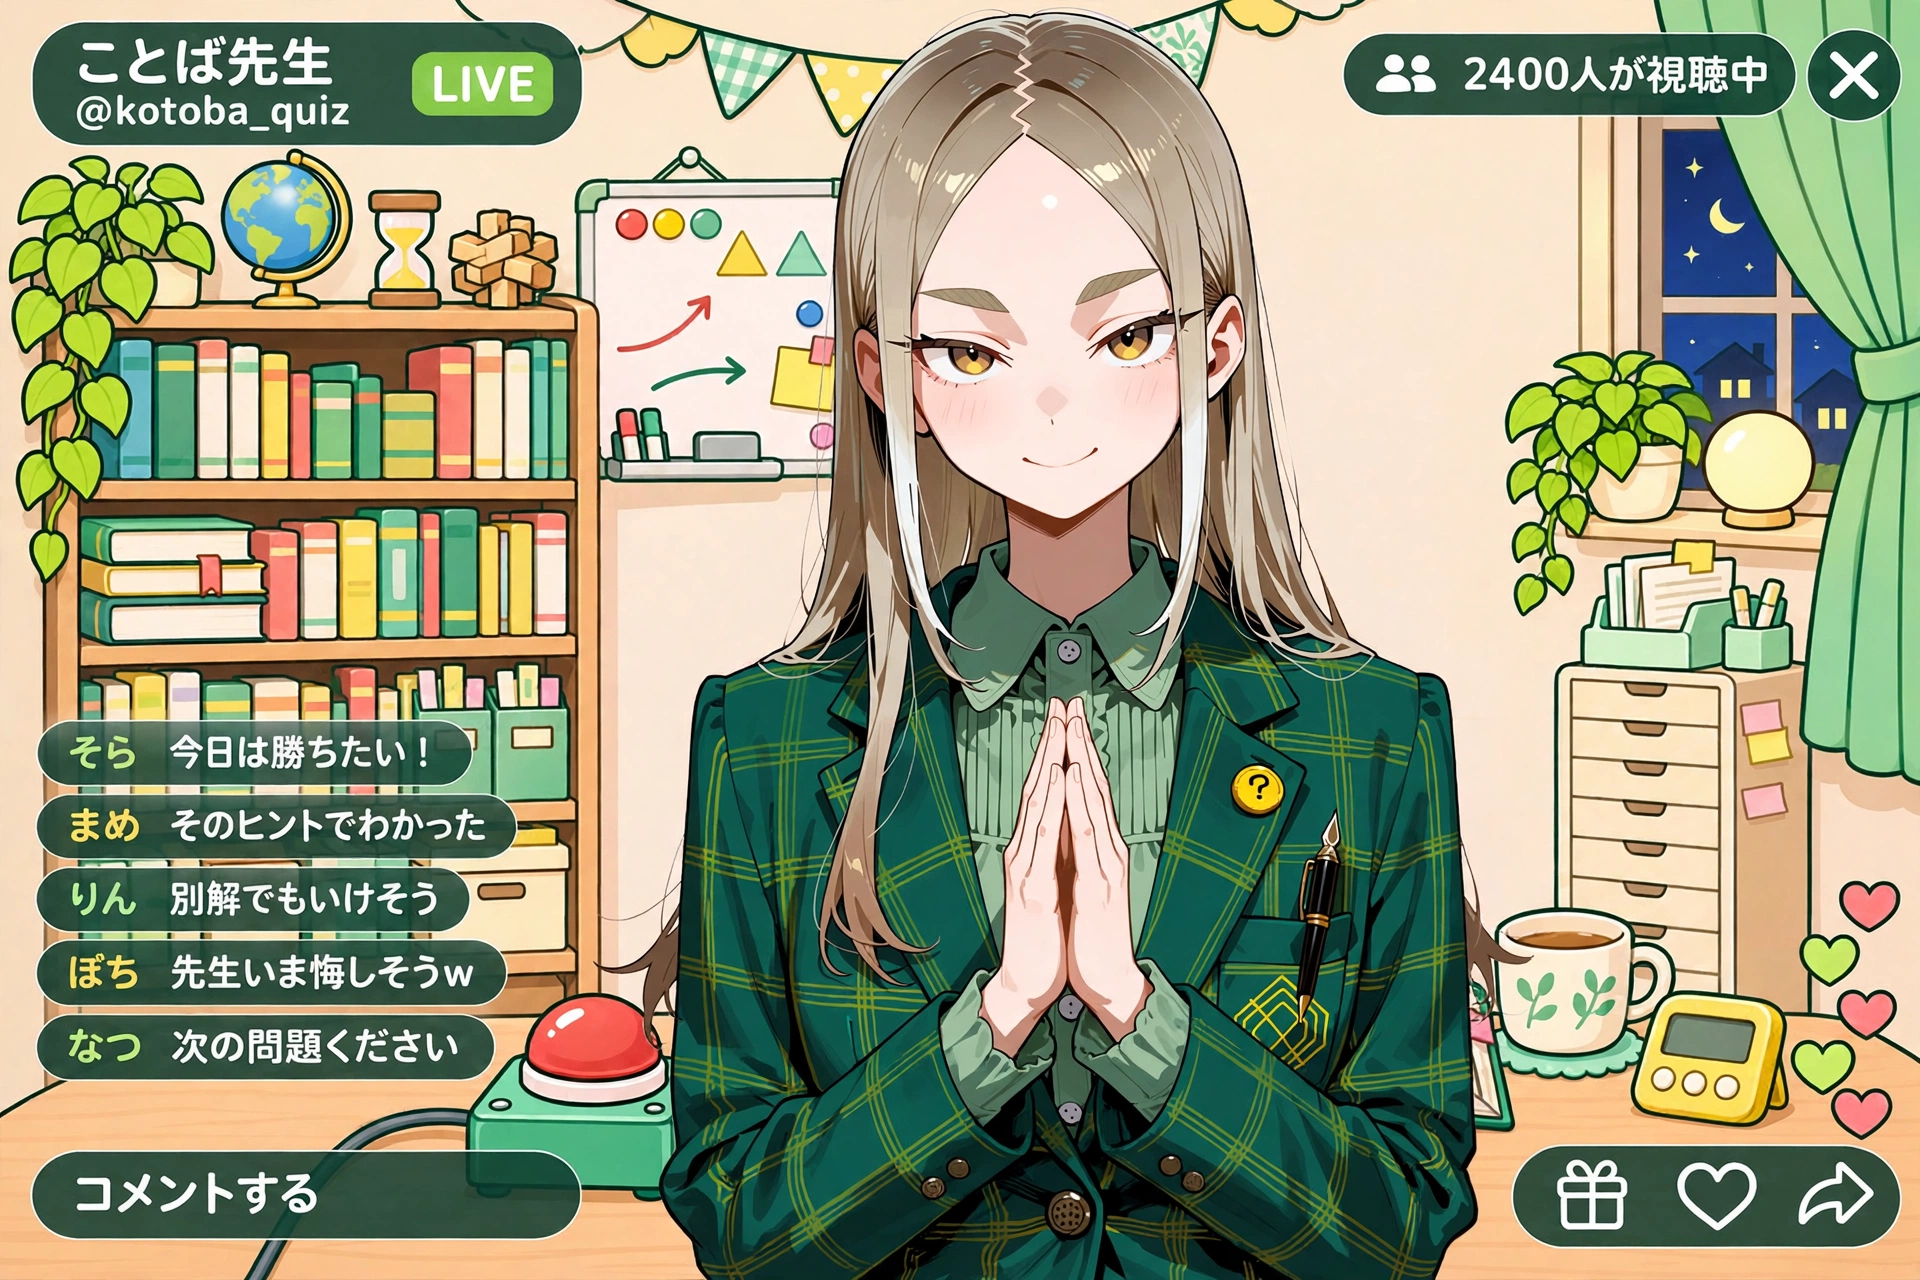 ことば先生
@kotoba_quiz
LIVE
2400人が視聴中
?
そら 今日は勝ちたい！
まめ そのヒントでわかった
りん 別解でもいけそう
ぽち 先生いま悔しそうw
なつ 次の問題ください
コメントする